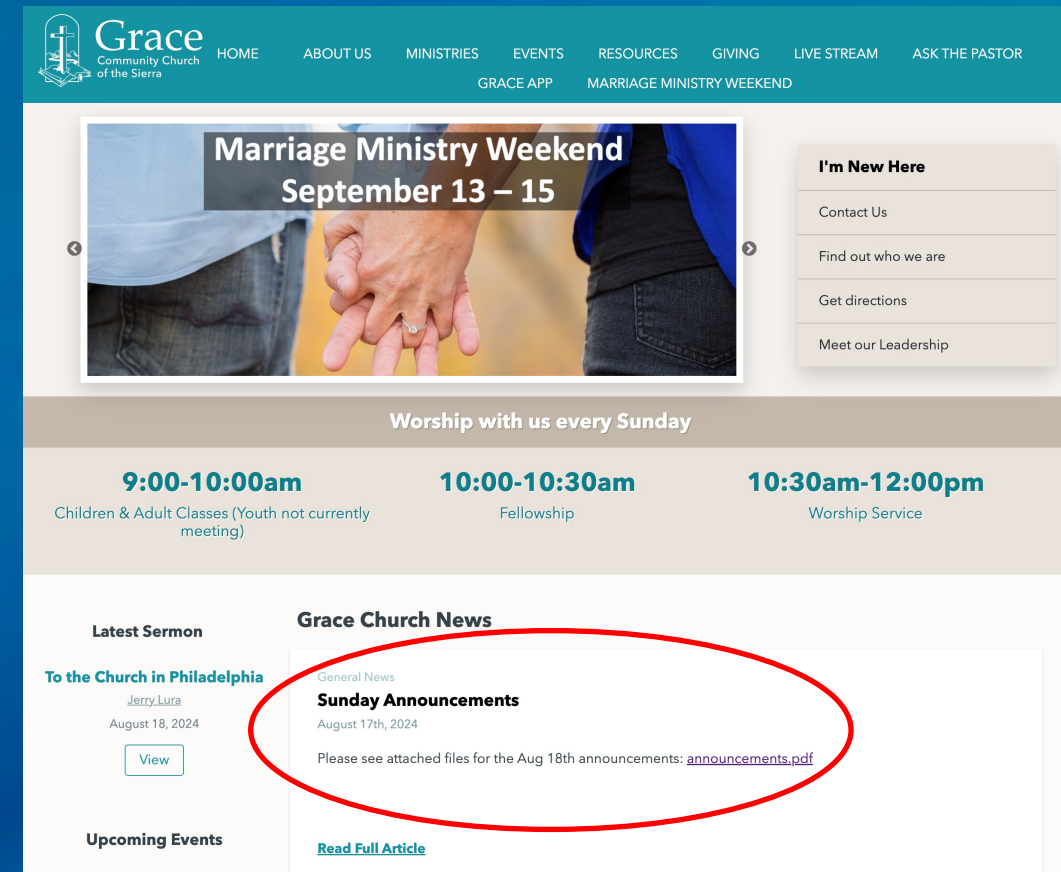 Grace
Community Church
of the Sierra
HOME
ABOUT US
MINISTRIES
EVENTS
RESOURCES
GIVING
LIVE STREAM
ASK THE PASTOR
GRACE APP
MARRIAGE MINISTRY WEEKEND
Marriage Ministry Weekend
September 13 – 15
I'm New Here
Contact Us
Find out who we are
Get directions
Meet our Leadership
Worship with us every Sunday
9:00-10:00am
Children & Adult Classes (Youth not currently
meeting)
10:00-10:30am
Fellowship
10:30am-12:00pm
Worship Service
Latest Sermon
To the Church in Philadelphia
Jerry Lura
August 18, 2024
View
Upcoming Events
Grace Church News
General News
Sunday Announcements
August 17th, 2024
Please see attached files for the Aug 18th announcements: announcements.pdf
Read Full Article